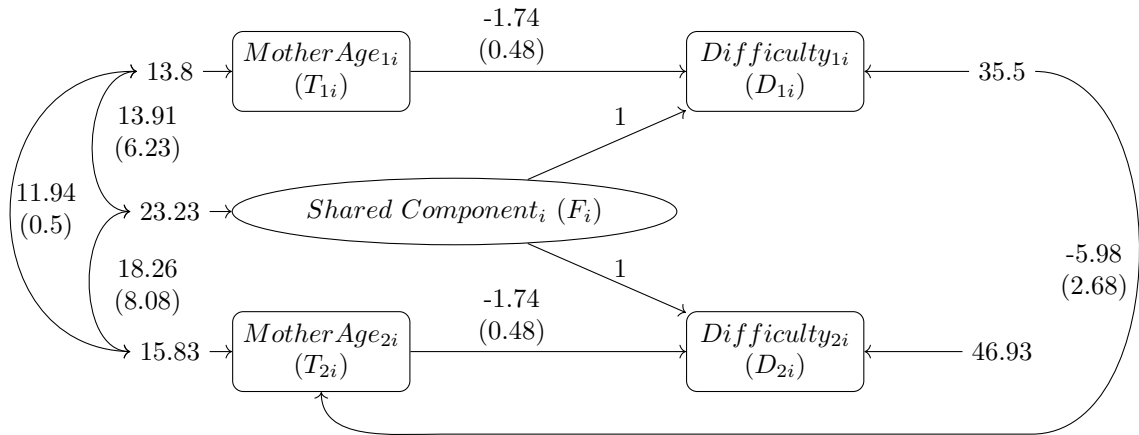 -1.74
(0.48)
MotherAge1i
(T1i)
Difficulty1i
(D1i)
13.8
35.5
13.91
(6.23)
1
11.94
(0.5)
23.23
Shared Componenti (Fi)
18.26
(8.08)
1
-5.98
(2.68)
-1.74
(0.48)
MotherAge2i
(T2i)
Difficulty2i
(D2i)
15.83
46.93